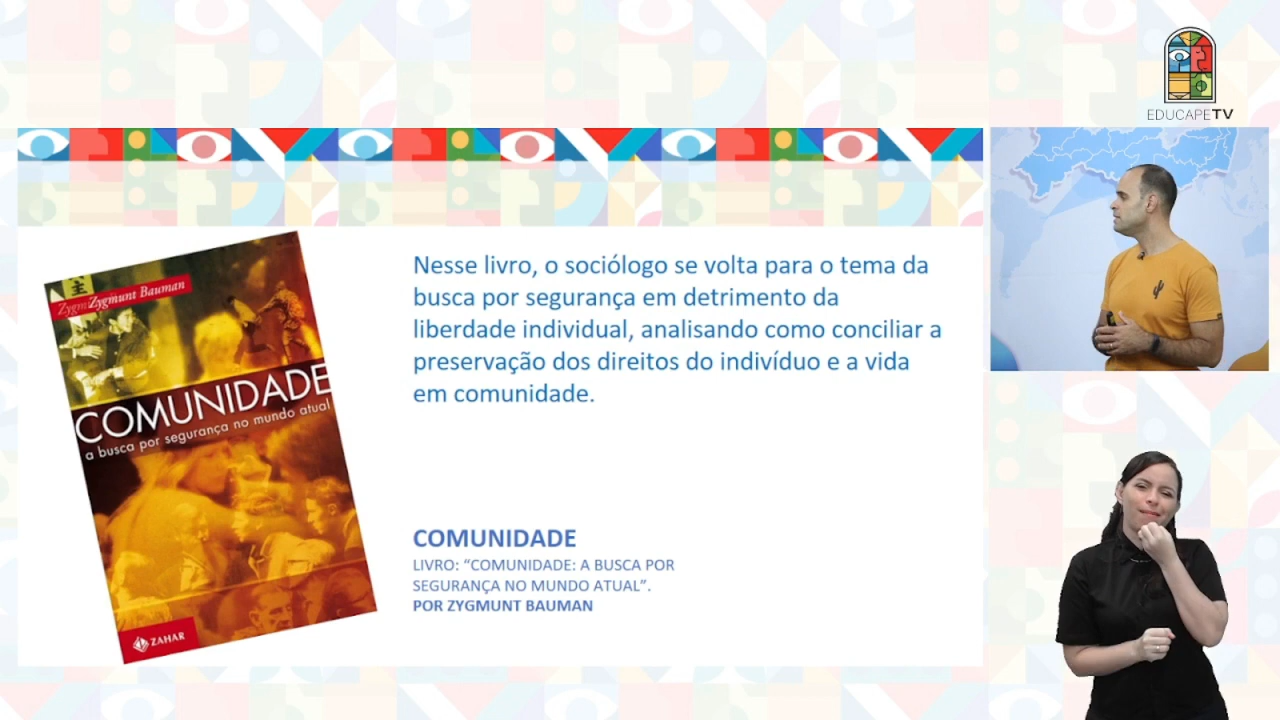 EDUCAPETV
Zygmunt Bauman
COMUNIDADE
a busca por segurança no mundo atual
ZAHAR
Nesse livro, o sociólogo se volta para o tema da
busca por segurança em detrimento da
liberdade individual, analisando como conciliar a
preservação dos direitos do indivíduo e a vida
em comunidade.
COMUNIDADE
LIVRO: “COMUNIDADE: A BUSCA POR
SEGURANÇA NO MUNDO ATUAL”.
POR ZYGMUNT BAUMAN